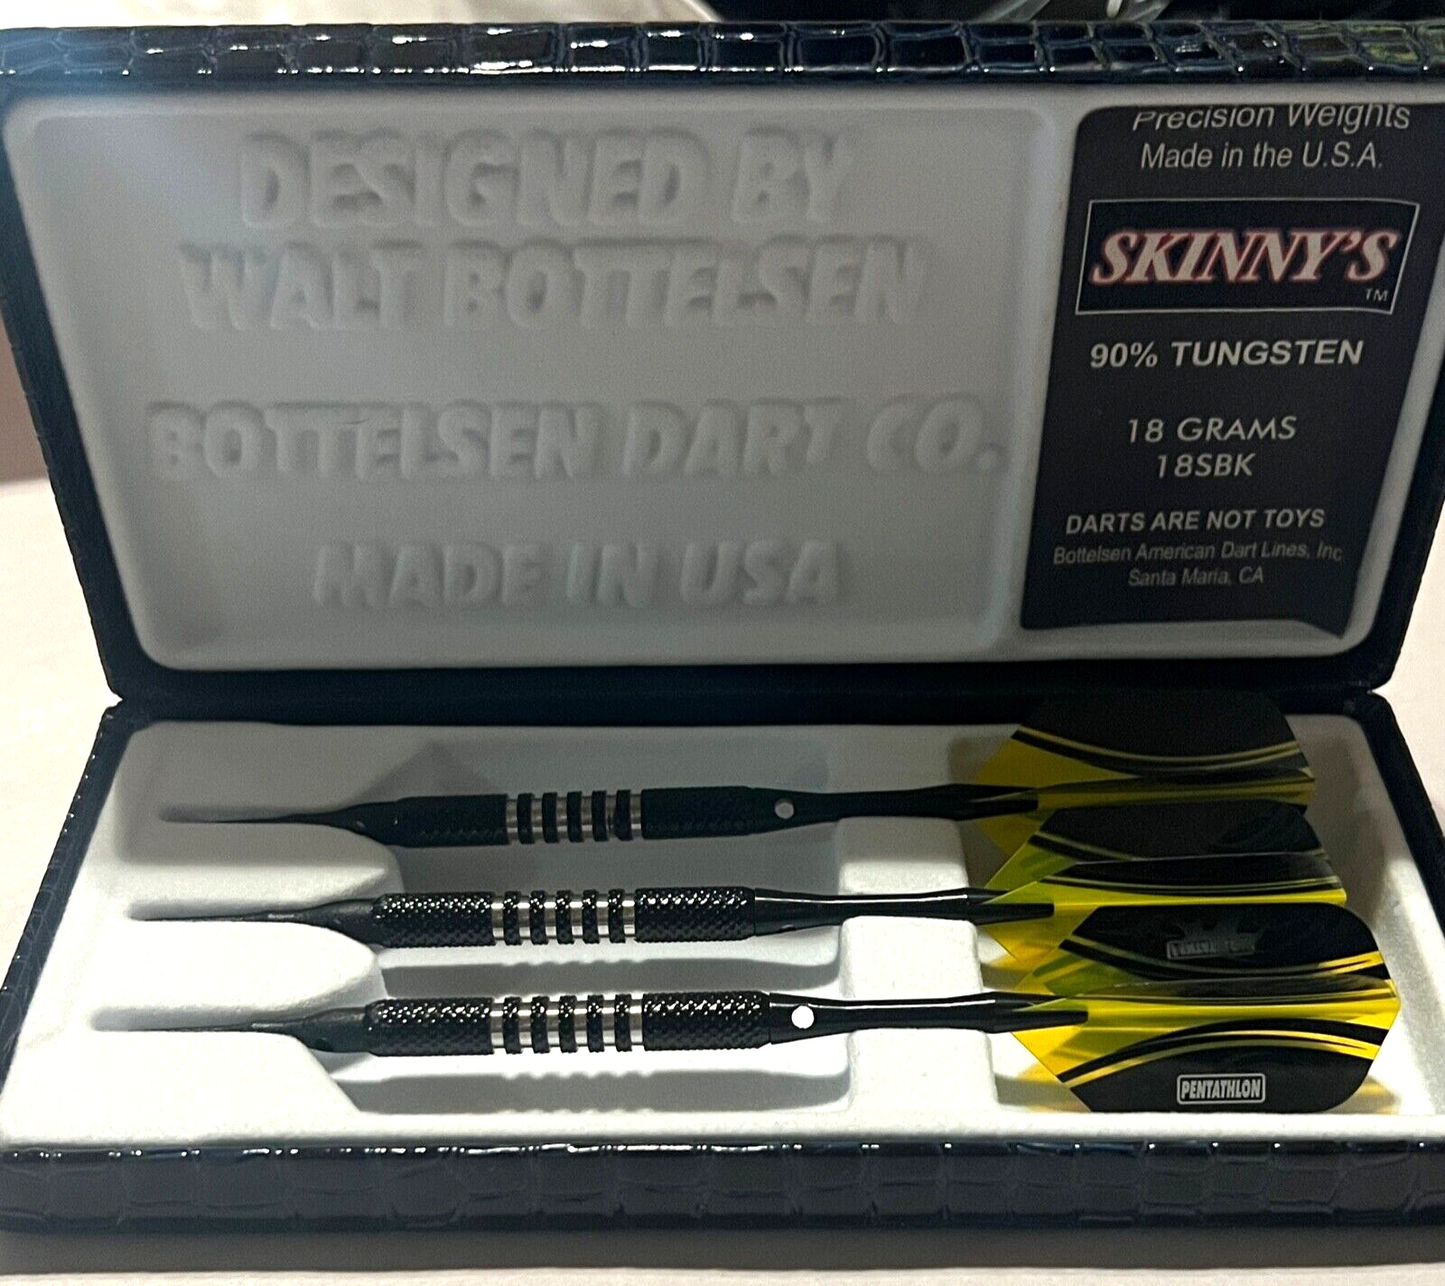 DESIGNED BY
WALT BOTTELSEN
BOTTELSEN DART CO.
MADE IN USA
Precision Weights
Made in the U.S.A.
SKINNY'S
TM
90% TUNGSTEN
18 GRAMS
18SBK
DARTS ARE NOT TOYS
Bottelsen American Dart Lines, Inc
Santa Maria, CA
PENTATHLON